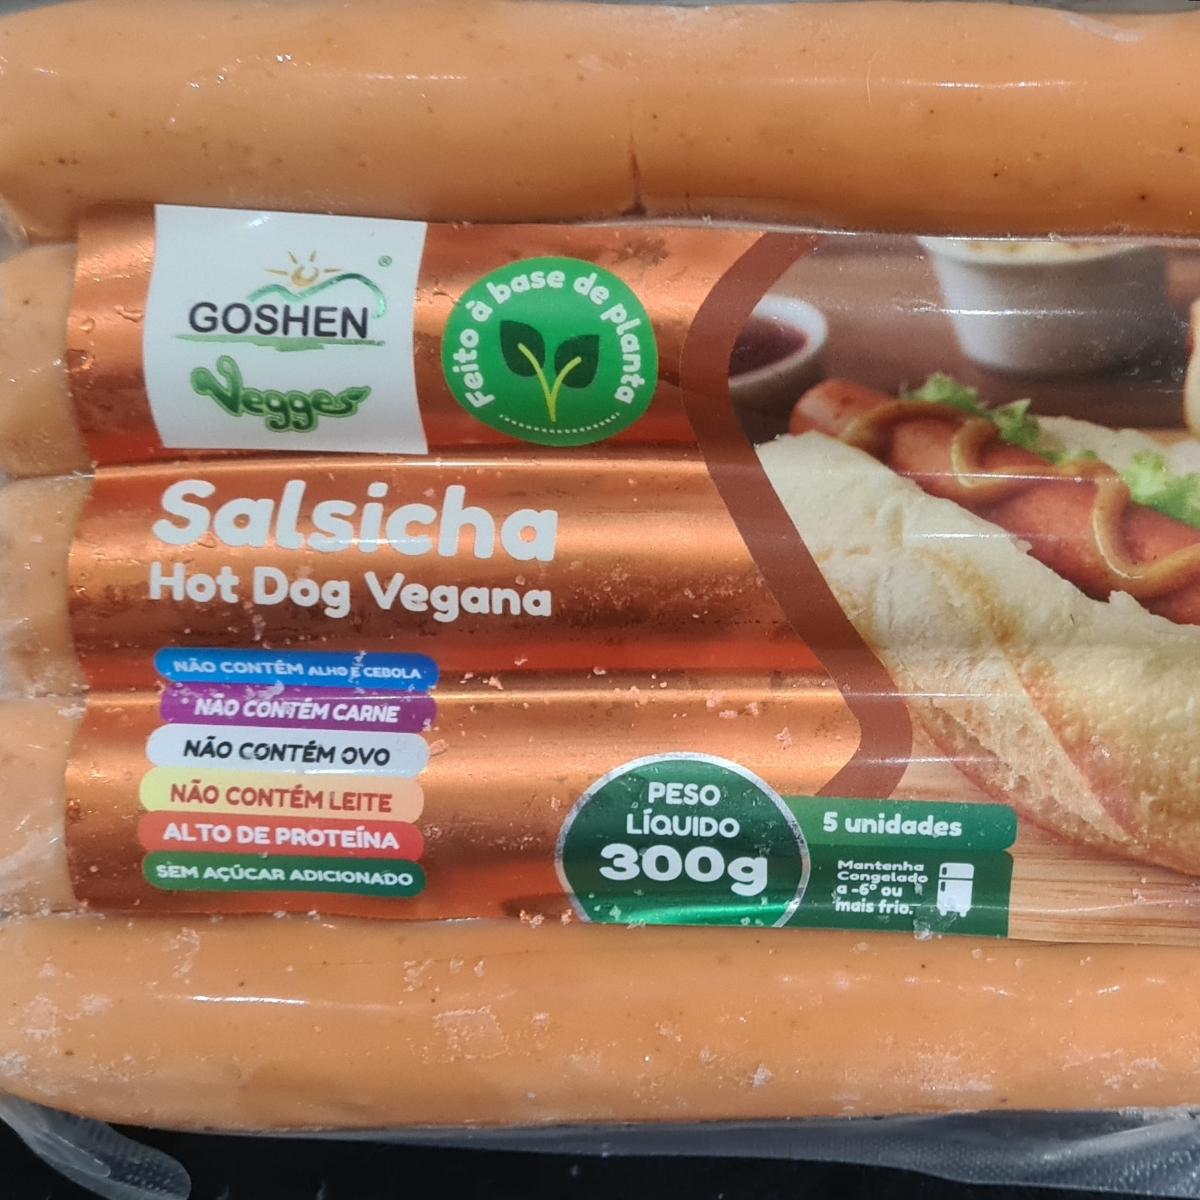 GOSHEN
®
Vegges
Feito à base de planta
Salsicha
Hot Dog Vegana
NÃO CONTÉM ALHO E CEBOLA
NÃO CONTÉM CARNE
NÃO CONTÉM OVO
NÃO CONTÉM LEITE
ALTO DE PROTEÍNA
SEM AÇÚCAR ADICIONADO
PESO
LÍQUIDO
300g
5 unidades
Mantenha
Congelado
a -6° ou
mais frio.